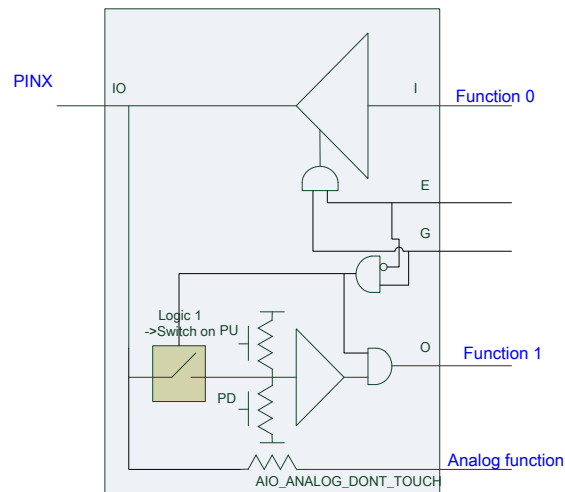 PINX
IO
I
Function 0
E
G
Logic 1
->Switch on
PU
O
Function 1
PD
Analog function
AIO_ANALOG_DONT_TOUCH